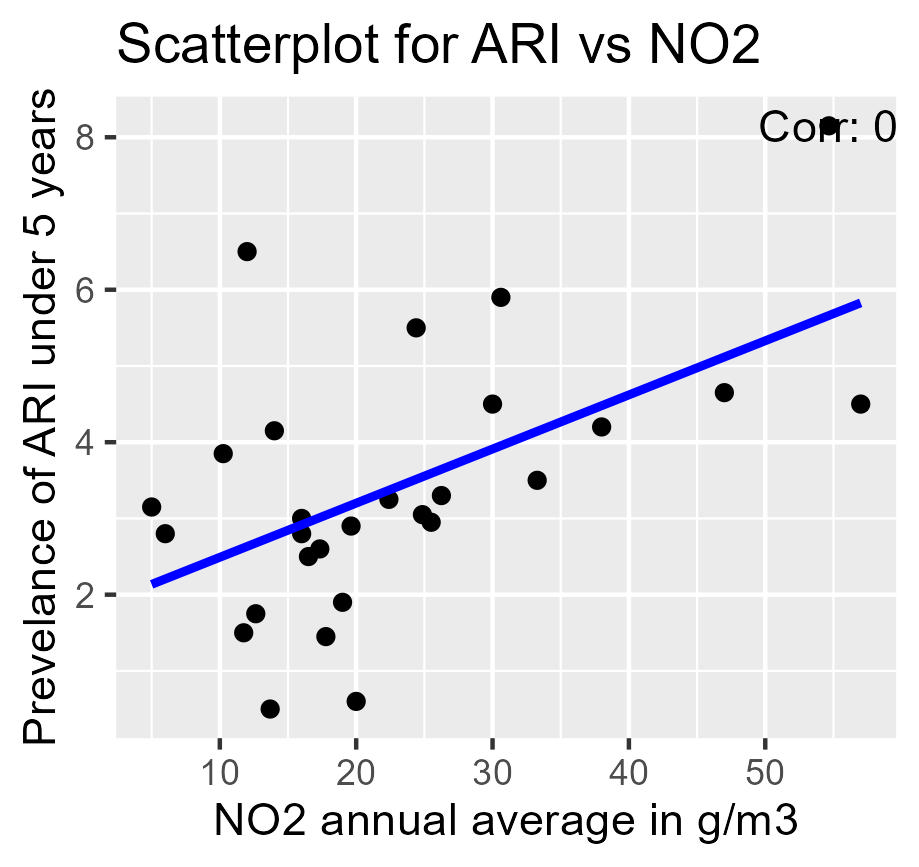 Scatterplot for ARI vs NO2
Prevelance of ARI under 5 years
8
6
4
2
Corr: 0
10 20 30 40 50
NO2 annual average in g/m3